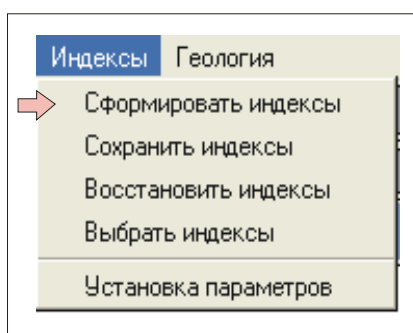 Индексы Геология
Сформировать индексы
Сохранить индексы
Восстановить индексы
Выбрать индексы
Установка параметров